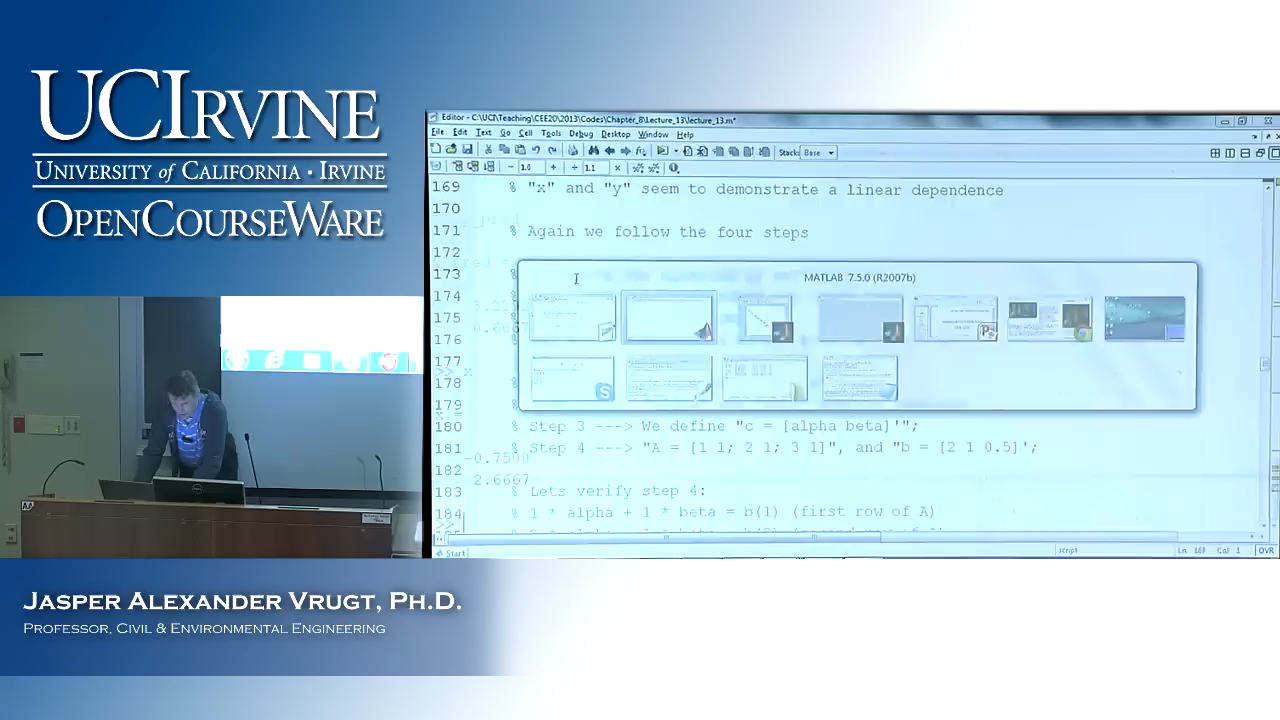 UCIRVINE
UNIVERSITY of CALIFORNIA · IRVINE
OPENCOURSEWARE
Editor - C:\UCI\Teaching\CEE20\2013\Codes\Chapter_8\Lecture_13\lecture_13.m*
File Edit Text Go Cell Tools Debug Desktop Window Help
Stack: Base
1.0
1.1
169 % "x" and "y" seem to demonstrate a linear dependence
170
171 % Again we follow the four steps
172
173 %
MATLAB 7.5.0 (R2007b)
174
175
176
177
>> x
178
179
x =
180 % Step 3 ---> We define "c = [alpha beta]'";
181 % Step 4 ---> "A = [1 1; 2 1; 3 1]", and "b = [2 1 0.5]';
-0.7500
182
2.6667
183 % Lets verify step 4:
184 % 1 * alpha + 1 * beta = b(1) (first row of A)
>>
Start
script
Ln 169 Col 1 OVR
JASPER ALEXANDER VRUGT, PH.D.
PROFESSOR, CIVIL & ENVIRONMENTAL ENGINEERING